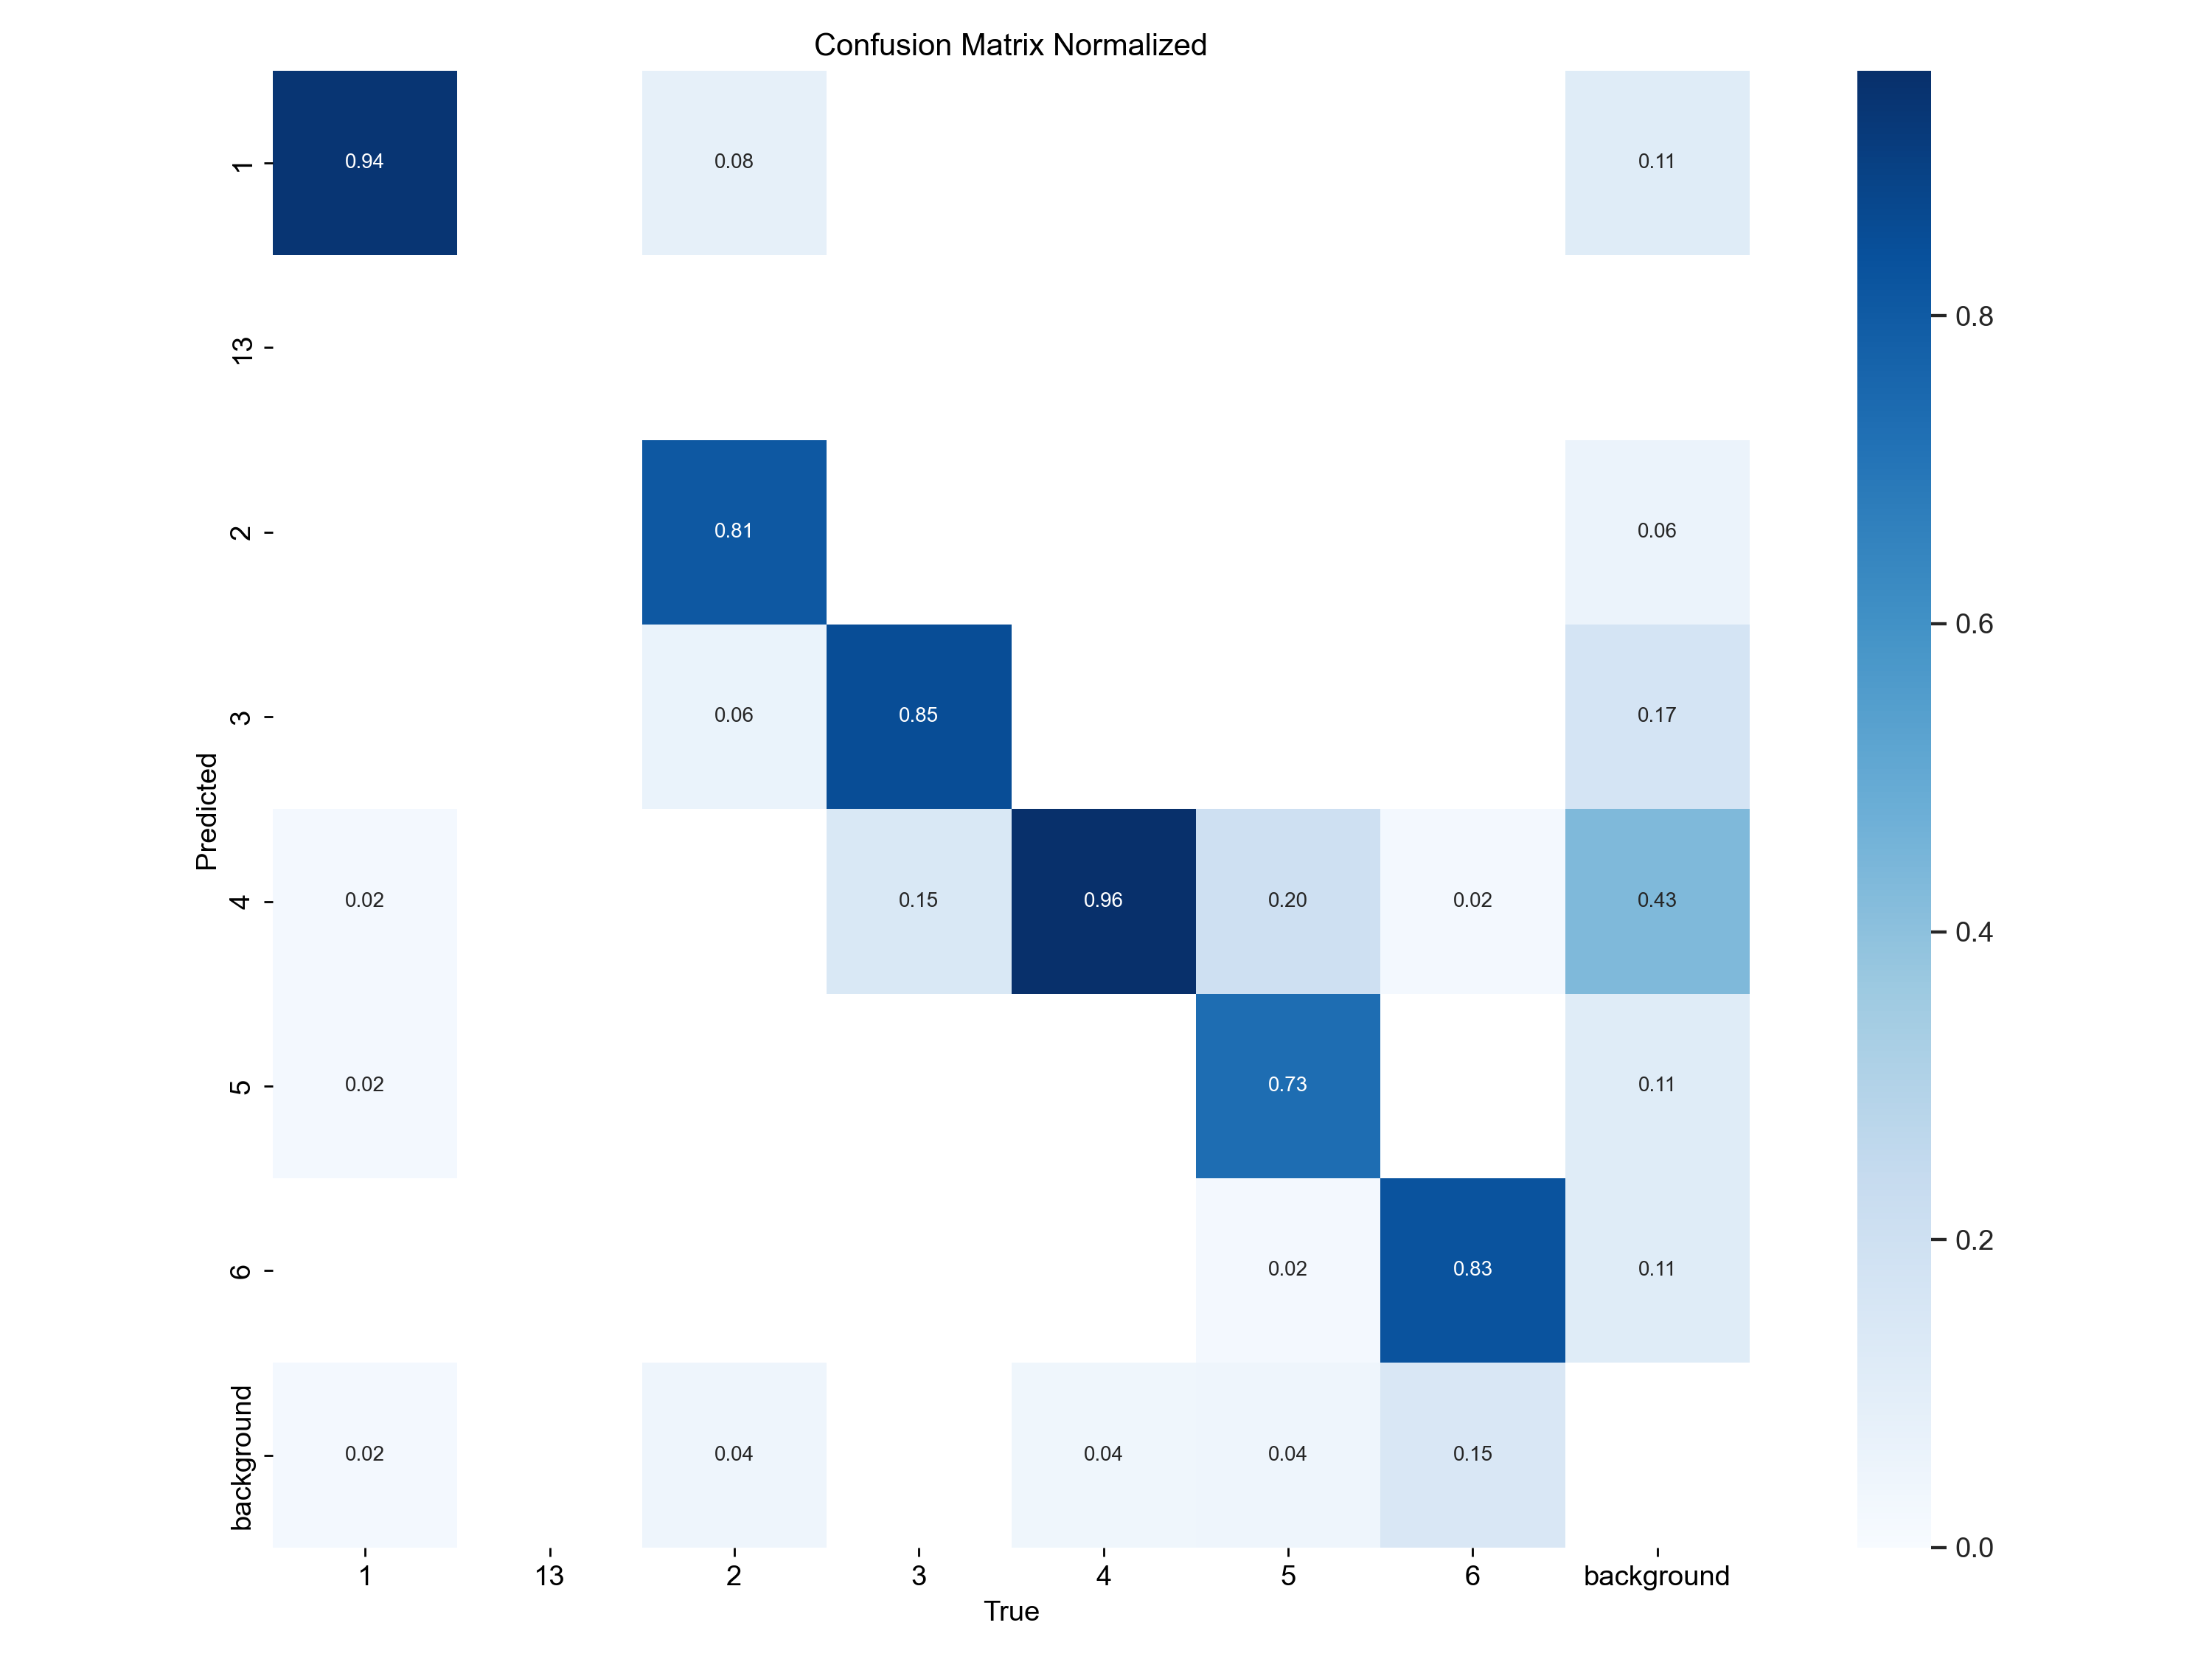 Confusion Matrix Normalized
1 0.94 0.08 0.11
13
2 0.81 0.06
3 0.06 0.85 0.17
4 0.02 0.15 0.96 0.20 0.02 0.43
5 0.02 0.73 0.11
6 0.02 0.83 0.11
background 0.02 0.04 0.04 0.04 0.15
1 13 2 3 4 5 6 background
True
Predicted
0.8
0.6
0.4
0.2
0.0